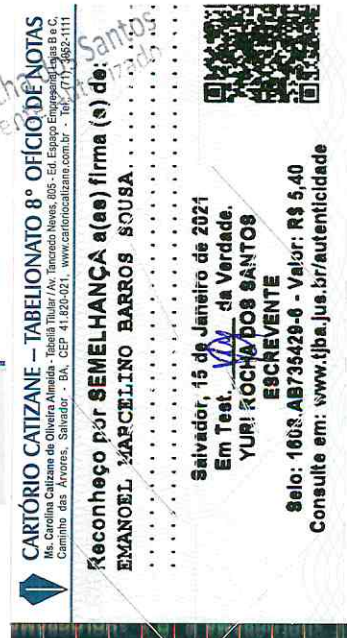 CARTÓRIO CATIZANE – TABELIONATO 8º OFÍCIO DE NOTAS
Ms. Carolina Catizane de Oliveira Almeida - Tabeliã Titular / Av. Tancredo Neves, 805 - Ed. Espaço Empresarial, Lojas B e C,
Caminho das Árvores, Salvador - BA, CEP 41.820-021, www.cartoriocatizane.com.br - Tel.: (71) 3952-1111
Reconheço por SEMELHANÇA a(as) firma (s) de:
EMANOEL MARCELINO BARROS SOUSA
Salvador, 15 de Janeiro de 2021
Em Test. da Verdade.
YURI ROCHA DOS SANTOS
ESCREVENTE
Selo: 1603.AB735429-6 - Valor: R$ 5,40
Consulte em: www.tjba.jus.br/autenticidade
Santos